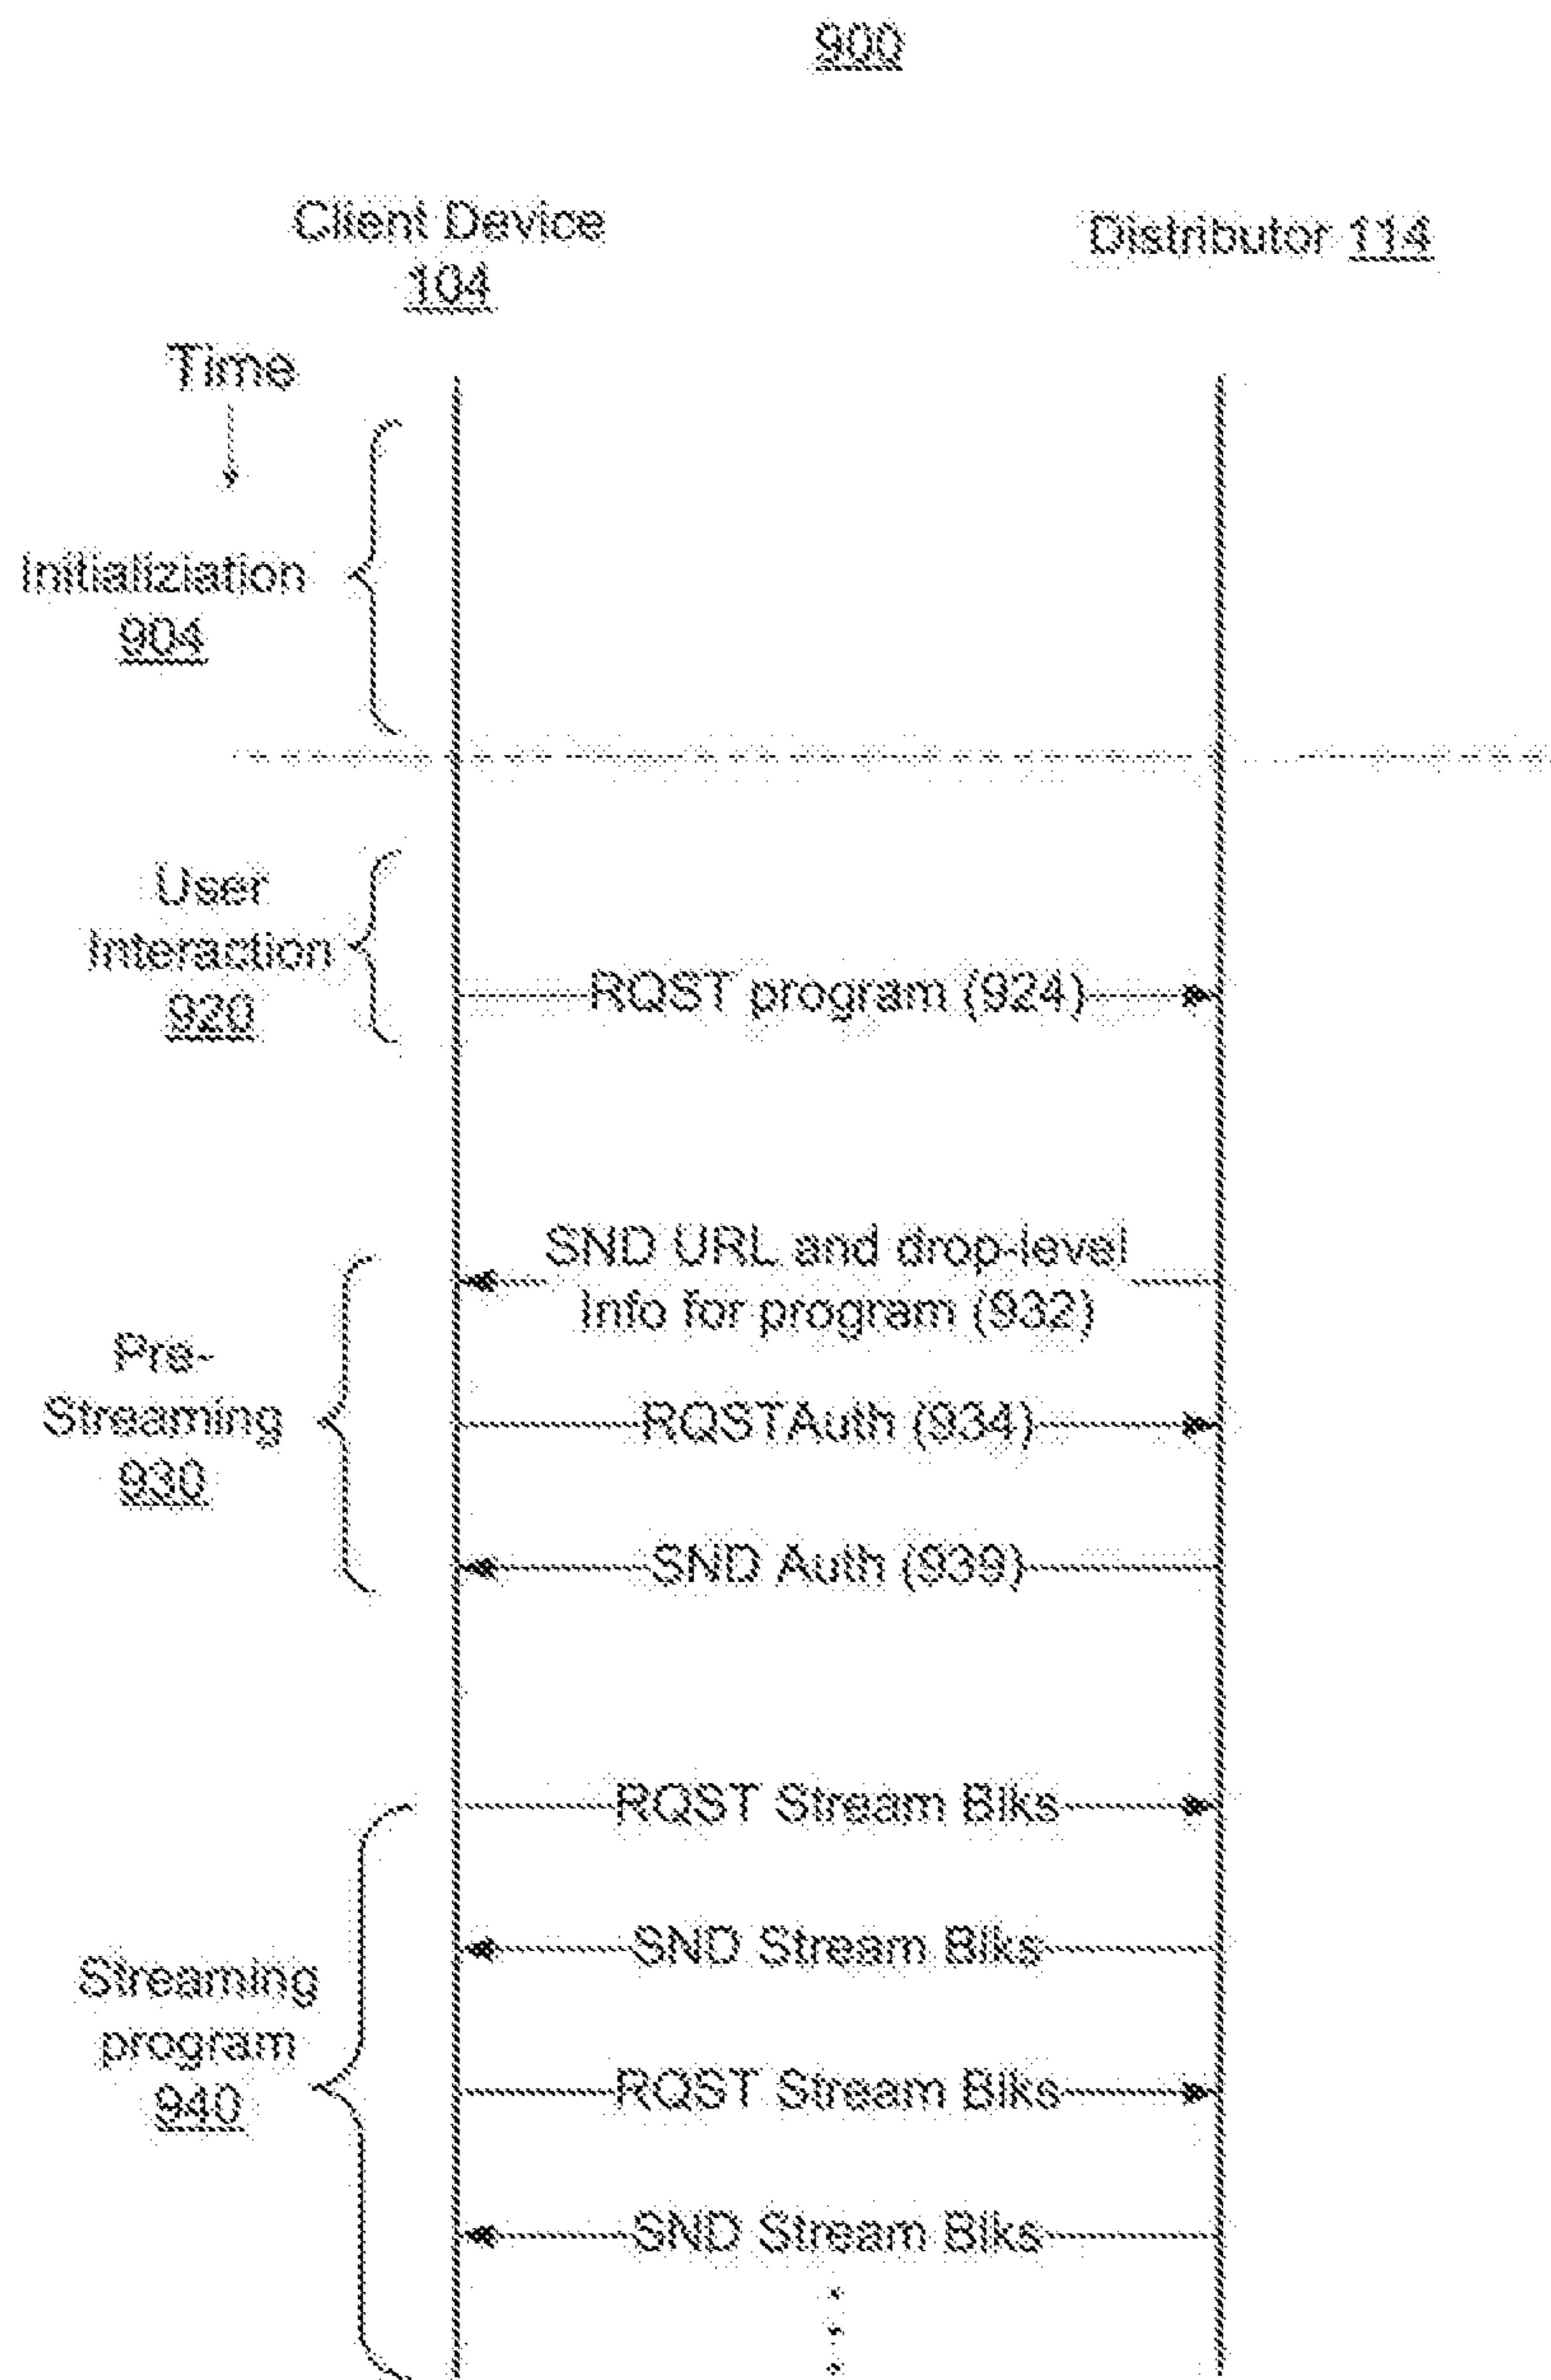 900
Client Device
104
Distributor 114
Time
Initializiation
904
User
Interaction
920
RQST program (924)
SND URL and drop-level
Info for program (932)
Pre-
Streaming
930
RQSTAuth (934)
SND Auth (939)
RQST Stream Blks
SND Stream Blks
Streaming
program
940
RQST Stream Blks
SND Stream Blks